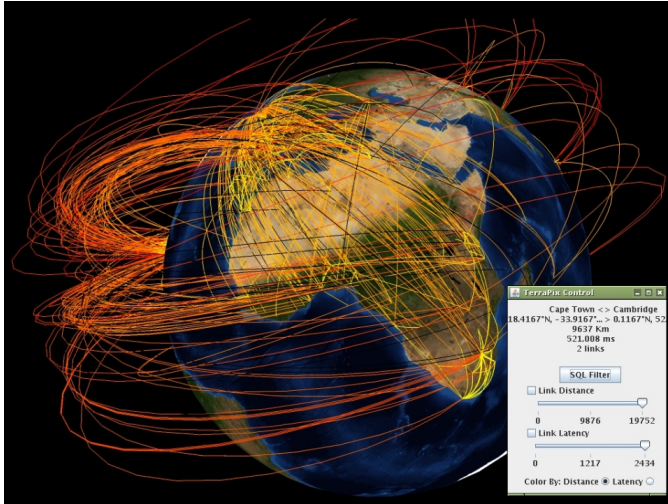 TerraPix Control
Cape Town <> Cambridge
18.4167"N, -33.9167"... > 0.1167"N, 52
9637 Km
521.008 ms
2 links
SQL Filter
Link Distance
0 9876 19752
Link Latency
0 1217 2434
Color By: Distance Latency